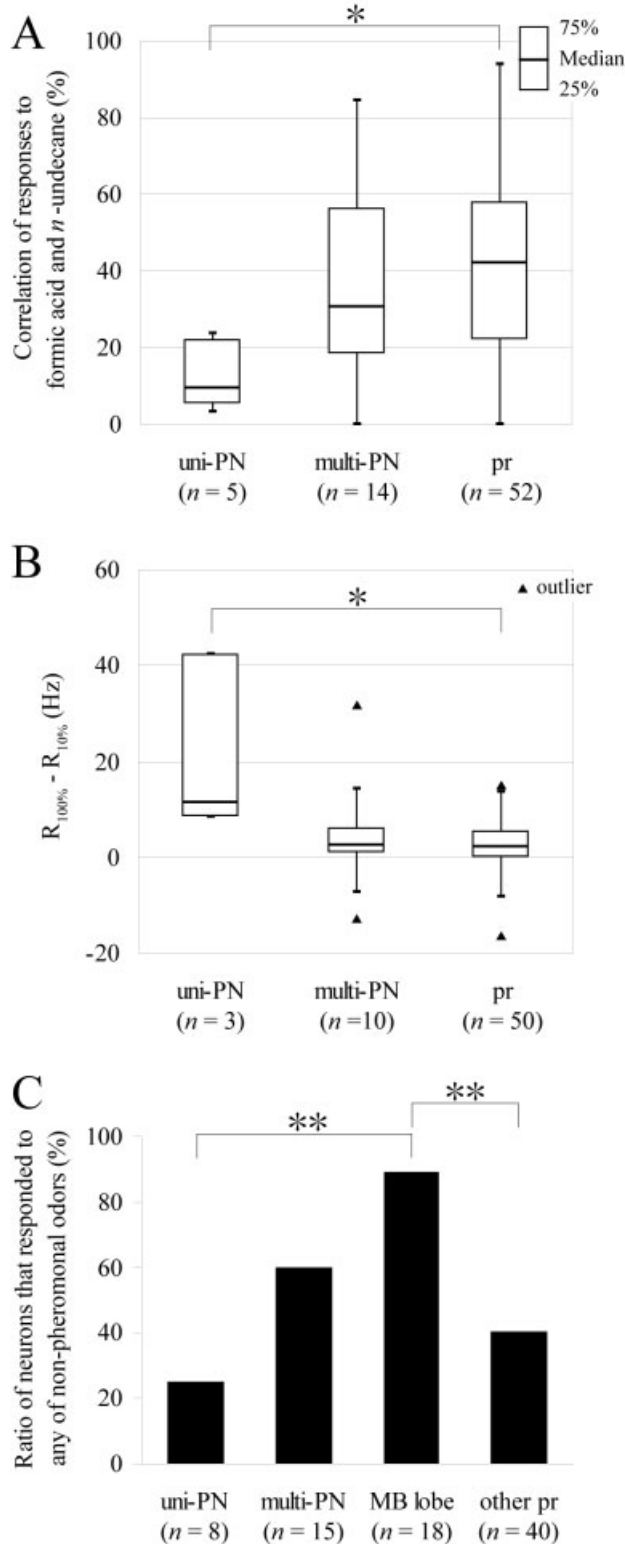 A
*
75%
Median
25%
Correlation of responses to
formic acid and n-undecane (%)
100
80
60
40
20
0
uni-PN
(n = 5)
multi-PN
(n = 14)
pr
(n = 52)
B
*
outlier
R100% - R10% (Hz)
60
40
20
0
-20
uni-PN
(n = 3)
multi-PN
(n =10)
pr
(n = 50)
C
**
**
Ratio of neurons that responded to
any of non-pheromonal odors (%)
100
80
60
40
20
0
uni-PN
(n = 8)
multi-PN
(n = 15)
MB lobe
(n = 18)
other pr
(n = 40)